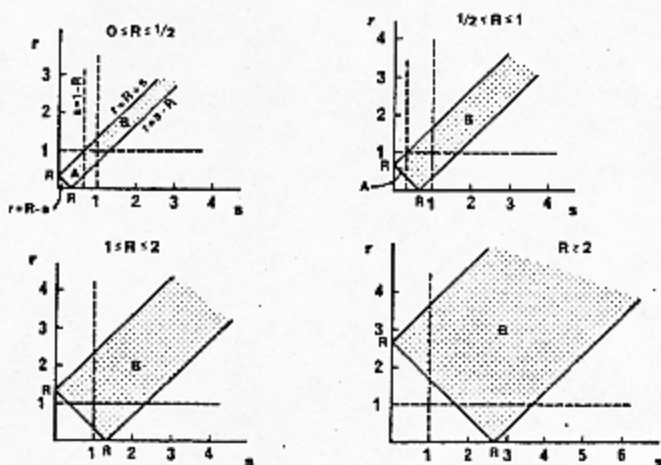 0 ≤ R ≤ 1/2
r
3
2
1
R
s=1-R
r=R+s
r=s-R
A
B
R 1 2 3
s
r=R-s
1/2 ≤ R ≤ 1
r
3
2
1
R
A
B
R 1 2 3 4
s
1 ≤ R ≤ 2
r
4
3
2
R
1
B
1 R 2 3 4
s
R ≥ 2
r
4
3
R
2
1
B
1 2 R 3 4 5 6
s